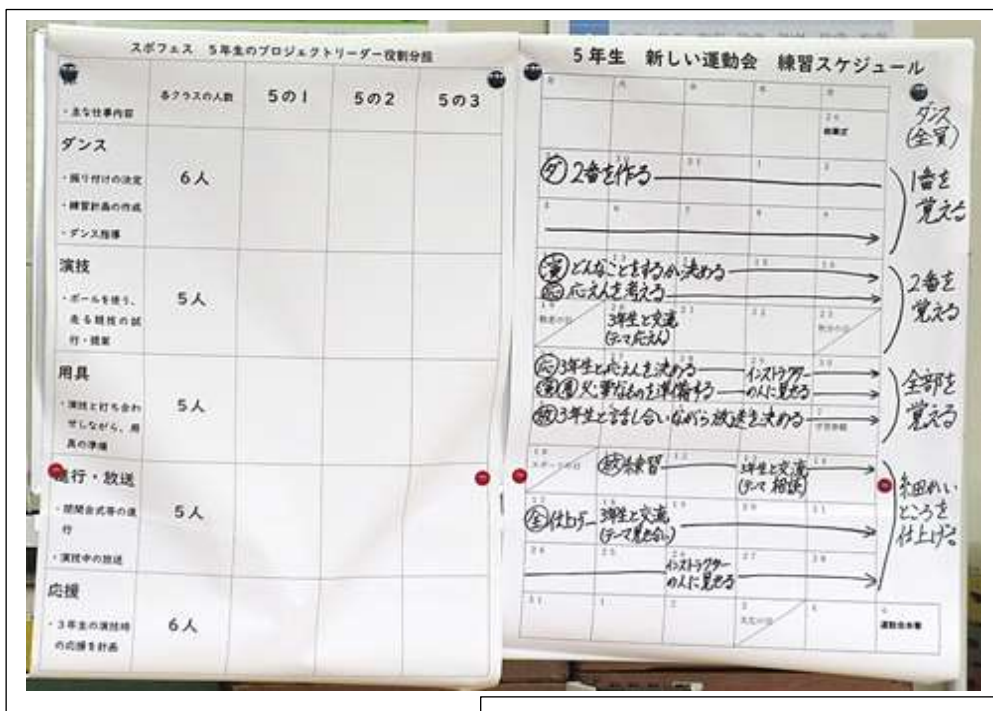 スポフェス 5年生のプロジェクトリーダー役割分担
・主な仕事内容
各クラスの人数
5の1
5の2
5の3
ダンス
・振り付けの決定
・練習計画の作成
・ダンス指導
6人
演技
・ボールを使う、
走る競技の試
行・提案
5人
用具
・演技と打ち合わ
せしながら、用
具の準備
5人
進行・放送
・開閉会式等の進
行
・演技中の放送
5人
応援
・3年生の演技時
の応援を計画
6人
5年生 新しい運動会 練習スケジュール
ダンス
(全員)
ダ 2番を作る
1番を
覚える
演 どんなことをするか決める
応 応えんを考える
2番を
覚える
3年生と交流
(テーマ応えん)
応 3年生と応えんを決める
インストラクター
の人に見せる
必要なものを準備する
放 3年生と話し合いながら放送を決める
全部を
覚える
スポーツの日
放 練習
3年生と交流
(テーマ 相談)
細かい
ところを
仕上げる
全 仕上げ
3年生と交流
(テーマ見せ合い)
インストラクター
の人に見せる
文化の日
運動会本番